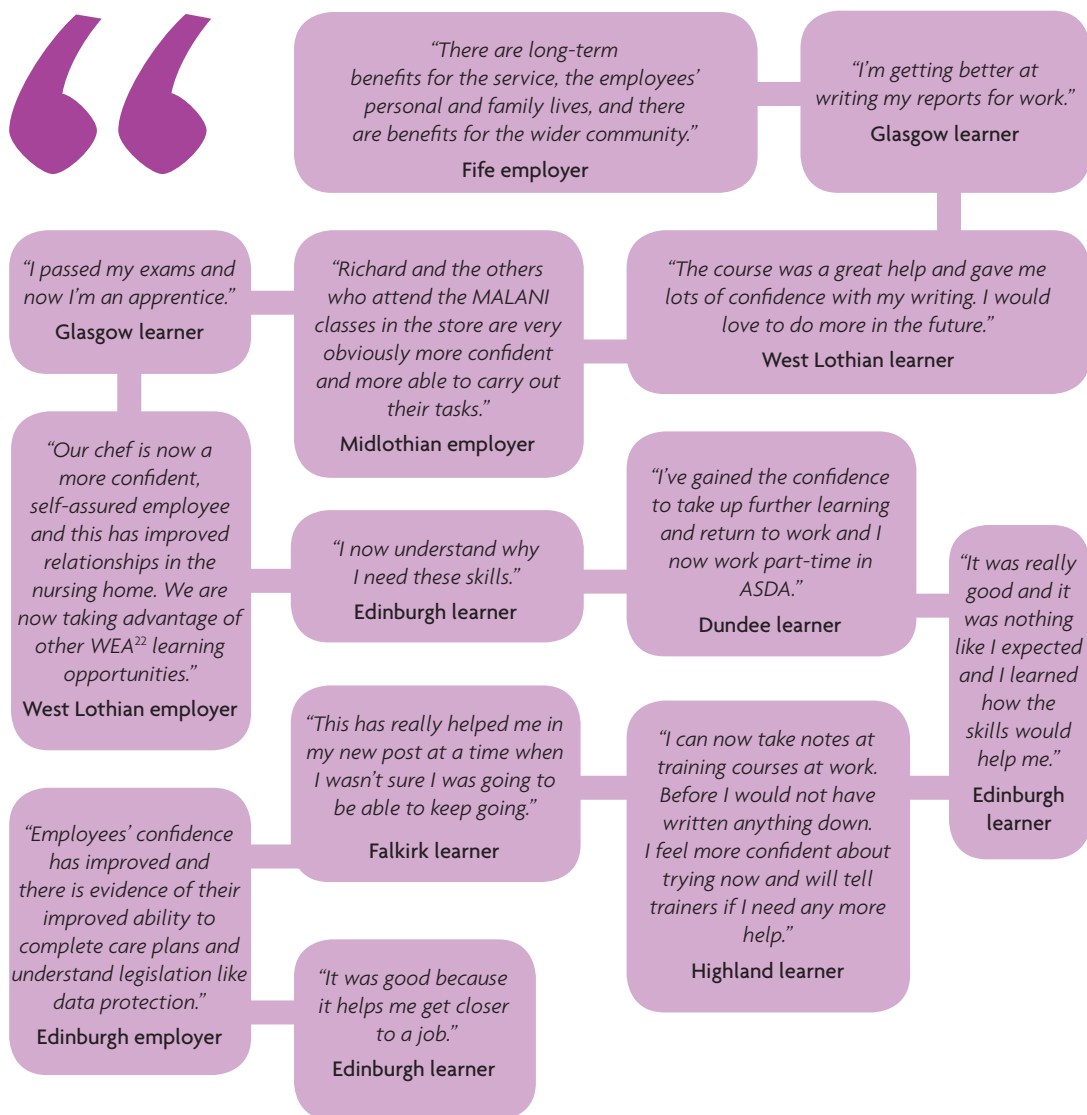 “There are long-term
benefits for the service, the employees’
personal and family lives, and there
are benefits for the wider community.”
Fife employer
“I’m getting better at
writing my reports for work.”
Glasgow learner
“The course was a great help and gave me
lots of confidence with my writing. I would
love to do more in the future.”
West Lothian learner
“Richard and the others
who attend the MALANI
classes in the store are very
obviously more confident
and more able to carry out
their tasks.”
Midlothian employer
“I passed my exams and
now I’m an apprentice.”
Glasgow learner
“Our chef is now a
more confident,
self-assured employee
and this has improved
relationships in the
nursing home. We are
now taking advantage of
other WEA²² learning
opportunities.”
West Lothian employer
“I now understand why
I need these skills.”
Edinburgh learner
“I’ve gained the confidence
to take up further learning
and return to work and I
now work part-time in
ASDA.”
Dundee learner
“It was really
good and it
was nothing
like I expected
and I learned
how the
skills would
help me.”
Edinburgh
learner
“I can now take notes at
training courses at work.
Before I would not have
written anything down.
I feel more confident about
trying now and will tell
trainers if I need any more
help.”
Highland learner
“This has really helped me in
my new post at a time when
I wasn’t sure I was going to
be able to keep going.”
Falkirk learner
“Employees’ confidence
has improved and
there is evidence of their
improved ability to
complete care plans and
understand legislation like
data protection.”
Edinburgh employer
“It was good because
it helps me get closer
to a job.”
Edinburgh learner